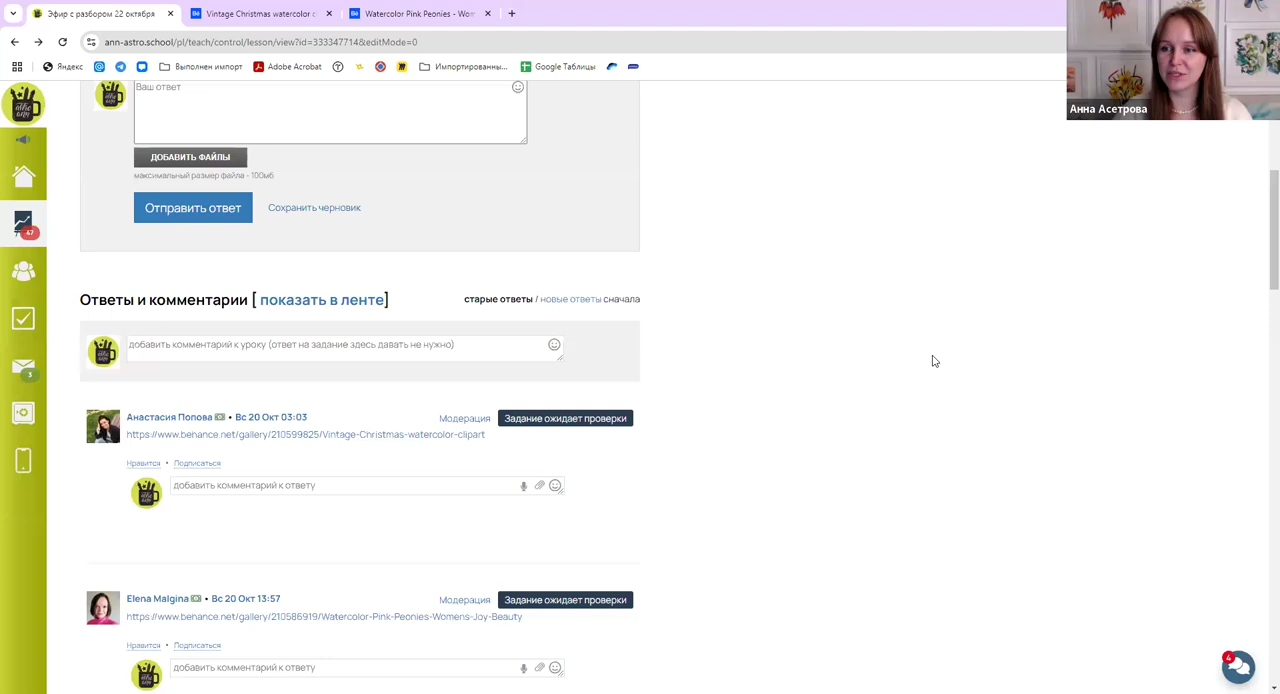 Эфир с разбором 22 октября
Vintage Christmas watercolor c
Watercolor Pink Peonies - Wom
ann-astro.school/pl/teach/control/lesson/view?id=333347714&editMode=0
Яндекс
Выполнен импорт
Adobe Acrobat
Импортированны...
Google Таблицы
Анна Асетрова
Ваш ответ
ДОБАВИТЬ ФАЙЛЫ
максимальный размер файла - 100мб
Отправить ответ
Сохранить черновик
47
3
Ответы и комментарии [ показать в ленте]
старые ответы / новые ответы сначала
добавить комментарий к уроку (ответ на задание здесь давать не нужно)
Анастасия Попова • Вс 20 Окт 03:03
Модерация
Задание ожидает проверки
https://www.behance.net/gallery/210599825/Vintage-Christmas-watercolor-clipart
Нравится • Подписаться
добавить комментарий к ответу
Elena Malgina • Вс 20 Окт 13:57
Модерация
Задание ожидает проверки
https://www.behance.net/gallery/210586919/Watercolor-Pink-Peonies-Womens-Joy-Beauty
Нравится • Подписаться
добавить комментарий к ответу
4